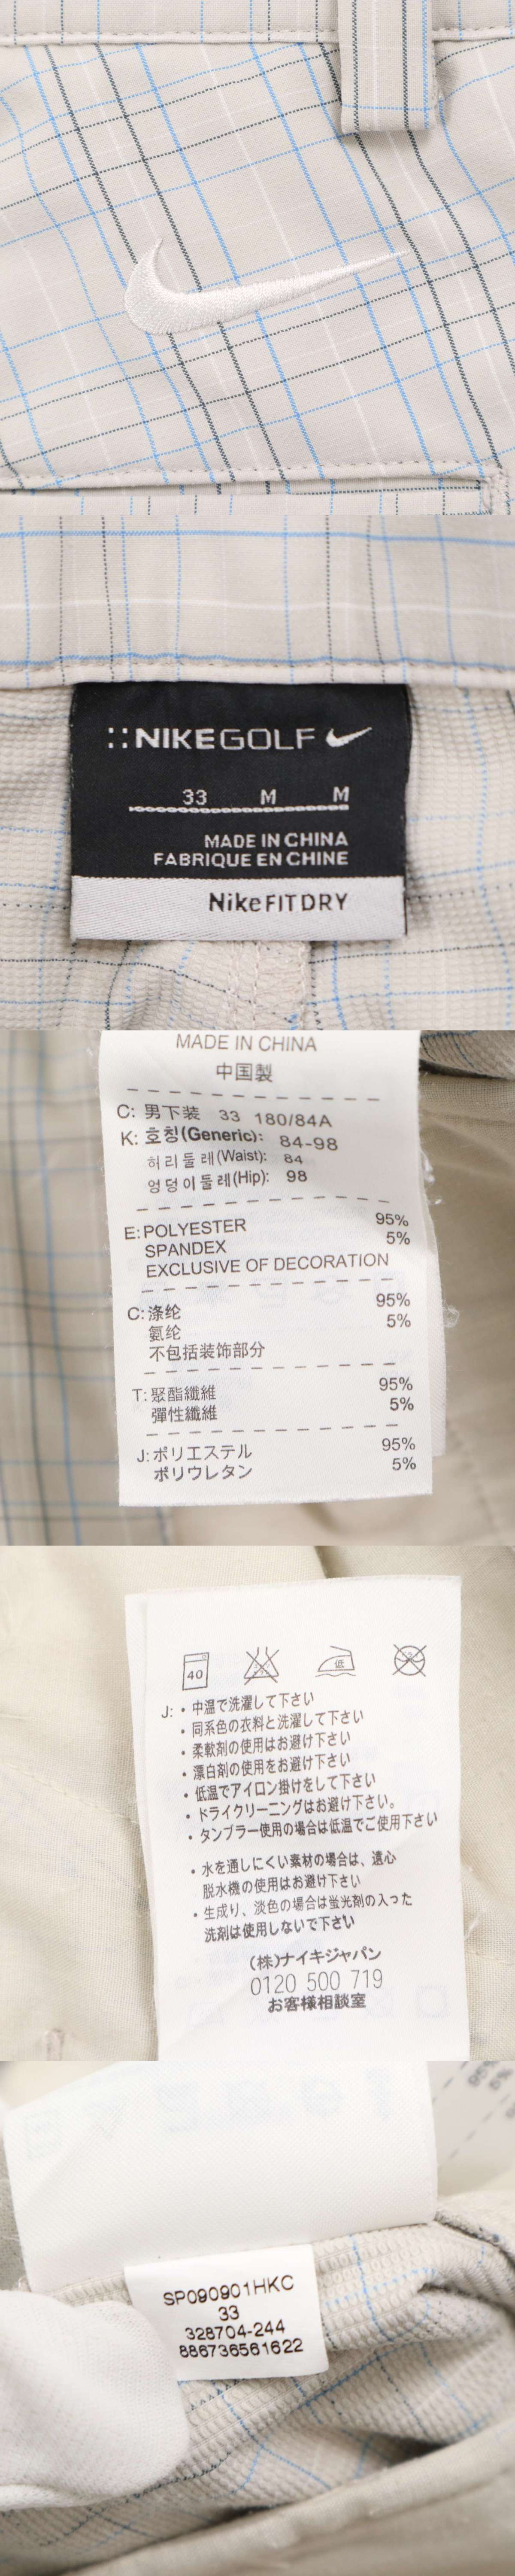 NIKEGOLF
33 M M
MADE IN CHINA
FABRIQUE EN CHINE
NikeFITDRY
MADE IN CHINA
中国製
C: 男下装 33 180/84A
K: 호칭(Generic): 84-98
허리둘레(Waist): 84
엉덩이둘레(Hip): 98
E: POLYESTER 95%
SPANDEX 5%
EXCLUSIVE OF DECORATION
C: 涤纶 95%
氨纶 5%
不包括装饰部分
T: 聚酯纖維 95%
彈性纖維 5%
J: ポリエステル 95%
ポリウレタン 5%
40 低
J: ・中温で洗濯して下さい
・同系色の衣料と洗濯して下さい
・柔軟剤の使用はお避け下さい
・漂白剤の使用をお避け下さい
・低温でアイロン掛けをして下さい
・ドライクリーニングはお避け下さい。
・タンブラー使用の場合は低温でご使用下さい
・水を通しにくい素材の場合は、遠心
脱水機の使用はお避け下さい
・生成り、淡色の場合は蛍光剤の入った
洗剤は使用しないで下さい
(株)ナイキジャパン
0120 500 719
お客様相談室
SP090901HKC
33
328704-244
886736561622